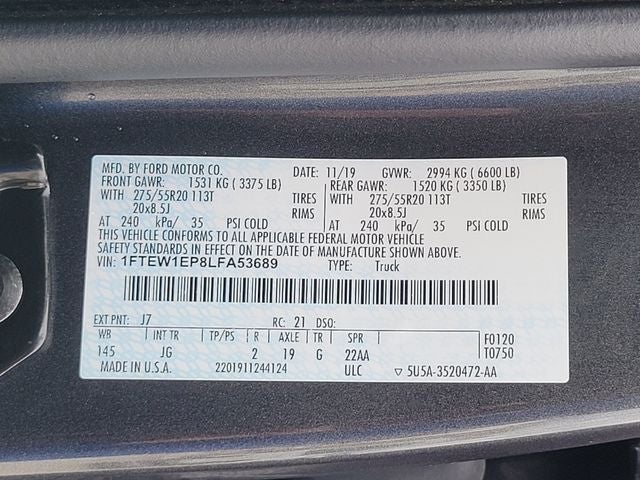 MFD. BY FORD MOTOR CO. DATE: 11/19 GVWR: 2994 KG ( 6600 LB)
FRONT GAWR: 1531 KG ( 3375 LB) REAR GAWR: 1520 KG ( 3350 LB)
WITH 275/55R20 113T TIRES WITH 275/55R20 113T TIRES
20x8.5J RIMS 20x8.5J RIMS
AT 240 kPa/ 35 PSI COLD AT 240 kPa/ 35 PSI COLD
THIS VEHICLE CONFORMS TO ALL APPLICABLE FEDERAL MOTOR VEHICLE
SAFETY STANDARDS IN EFFECT ON THE DATE OF MANUFACTURE SHOWN ABOVE.
VIN: 1FTEW1EP8LFA53689 TYPE: Truck
EXT PNT: J7 RC: 21 DSO:
WB INT TR TP/PS R AXLE TR SPR F0120
145 JG 2 19 G 22AA T0750
MADE IN U.S.A. 2201911244124 ULC ▽ 5U5A-3520472-AA